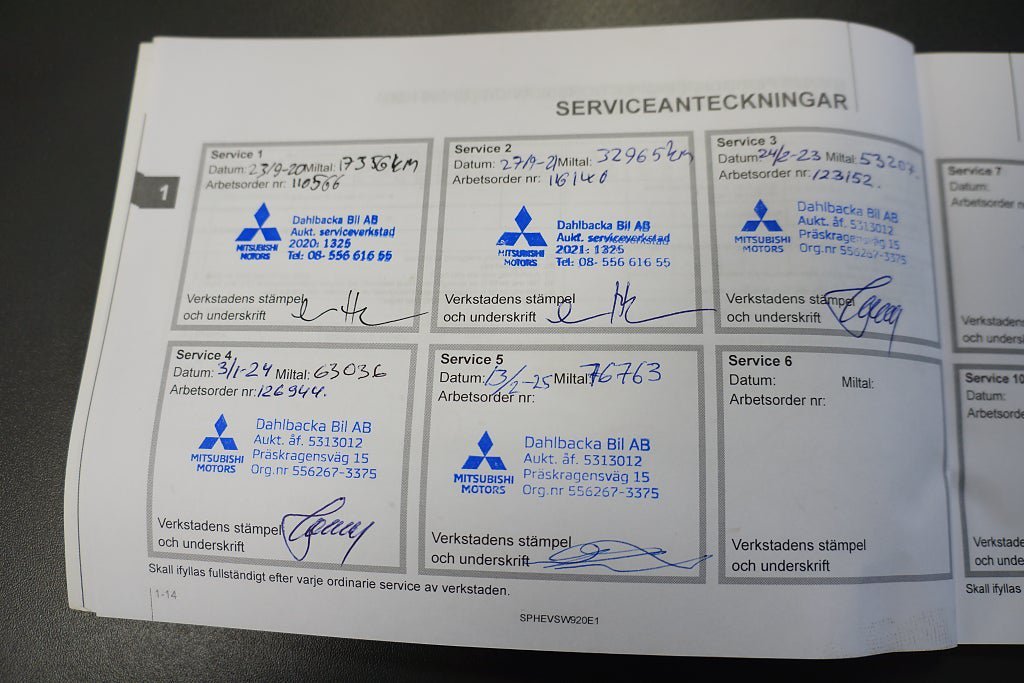 SERVICEANTECKNINGAR
1
Service 1
Datum: 23/9-20 Miltal: 17356km
Arbetsorder nr: 110566
MITSUBISHI
MOTORS
Dahlbacka Bil AB
Aukt. serviceverkstad
2020: 1325
Tel: 08- 556 616 55
Verkstadens stämpel
och underskrift
Service 2
Datum: 27/9-21 Miltal: 32965km
Arbetsorder nr: 116140
MITSUBISHI
MOTORS
Dahlbacka Bil AB
Aukt. serviceverkstad
2021: 1325
Tel: 08- 556 616 55
Verkstadens stämpel
och underskrift
Service 3
Datum: 24/2-23 Miltal: 53207.
Arbetsorder nr: 123152.
MITSUBISHI
MOTORS
Dahlbacka Bil AB
Aukt. åf. 5313012
Präskragensväg 15
Org.nr 556267-3375
Verkstadens stämpel
och underskrift
Service 4
Datum: 3/1-24 Miltal: 63036
Arbetsorder nr: 126944.
MITSUBISHI
MOTORS
Dahlbacka Bil AB
Aukt. åf. 5313012
Präskragensväg 15
Org.nr 556267-3375
Verkstadens stämpel
och underskrift
Service 5
Datum: 13/2-25 Miltal: 76763
Arbetsorder nr:
MITSUBISHI
MOTORS
Dahlbacka Bil AB
Aukt. åf. 5313012
Präskragensväg 15
Org.nr 556267-3375
Verkstadens stämpel
och underskrift
Service 6
Datum: Miltal:
Arbetsorder nr:
Verkstadens stämpel
och underskrift
Skall ifyllas fullständigt efter varje ordinarie service av verkstaden.
1-14
SPHEVSW920E1
Service 7
Datum:
Arbetsorder
Verkstadens
och
Service 10
Datum:
Arbetsorder
Verkstadens
och
Skall ifyllas